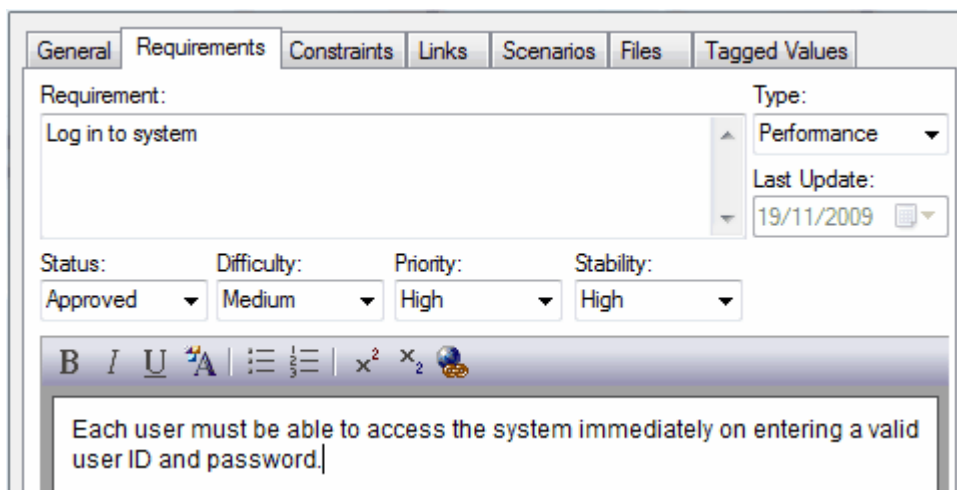 General Requirements Constraints Links Scenarios Files Tagged Values
Requirement: Type:
Log in to system Performance
Last Update:
19/11/2009
Status: Difficulty: Priority: Stability:
Approved Medium High High
B I U A x² x₂
Each user must be able to access the system immediately on entering a valid
user ID and password.